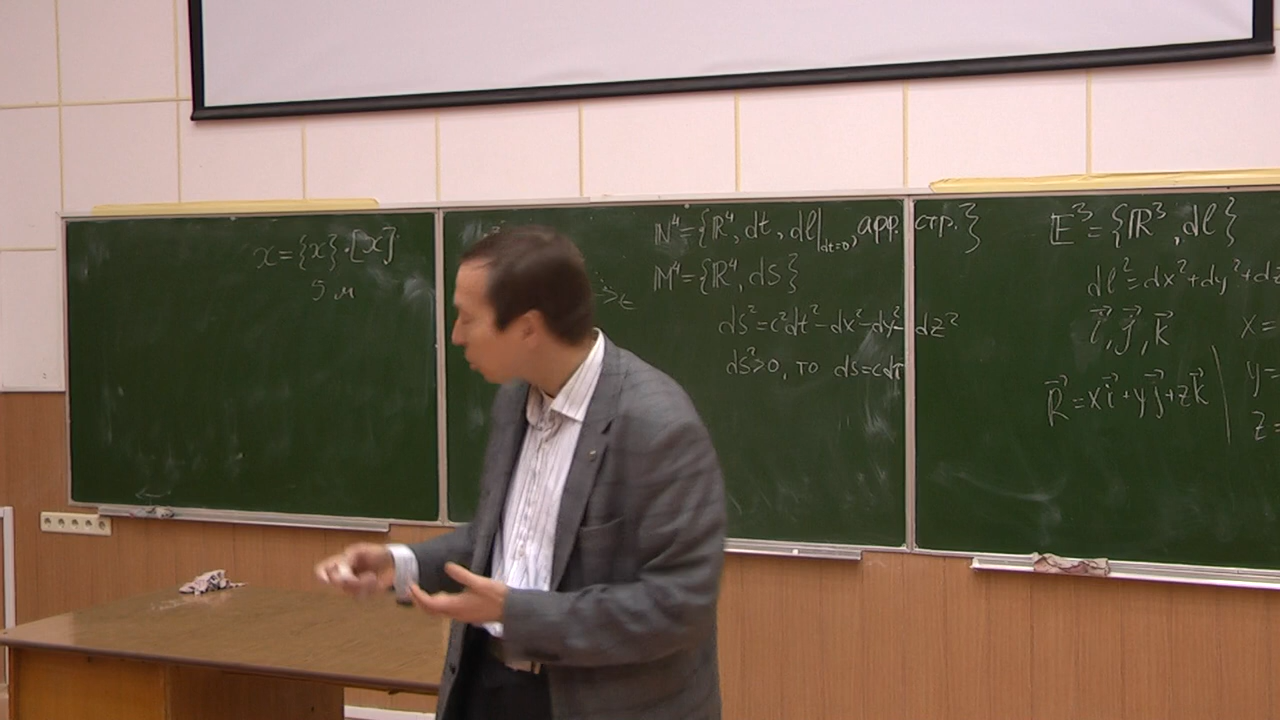 x={x}·[x]
5 м
N⁴={ℝ⁴, dt, dl|dt=0, афф. стр.}
M⁴={ℝ⁴, ds}
ds²=c²dt²-dx²-dy²-dz²
ds²>0, то ds=cdτ
E³={ℝ³, dl}
dl²=dx²+dy²+dz
i⃗, j⃗, k⃗
R⃗=xi⃗+yj⃗+zk⃗
x=
y=
z=